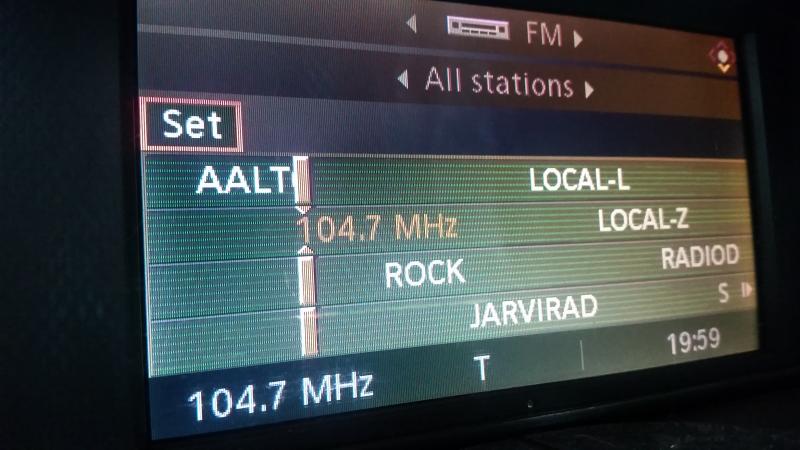 FM
All stations
Set
AALT LOCAL-L
104.7 MHz LOCAL-Z
ROCK RADIOD
JARVIRAD S
104.7 MHz T 19:59